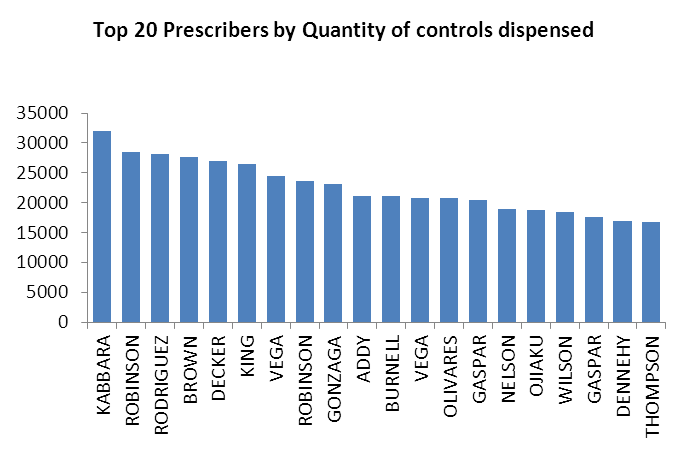 Top 20 Prescribers by Quantity of controls dispensed
35000
30000
25000
20000
15000
10000
5000
0
KABBARA
ROBINSON
RODRIGUEZ
BROWN
DECKER
KING
VEGA
ROBINSON
GONZAGA
ADDY
BURNELL
VEGA
OLIVARES
GASPAR
NELSON
OJIAKU
WILSON
GASPAR
DENNEHY
THOMPSON